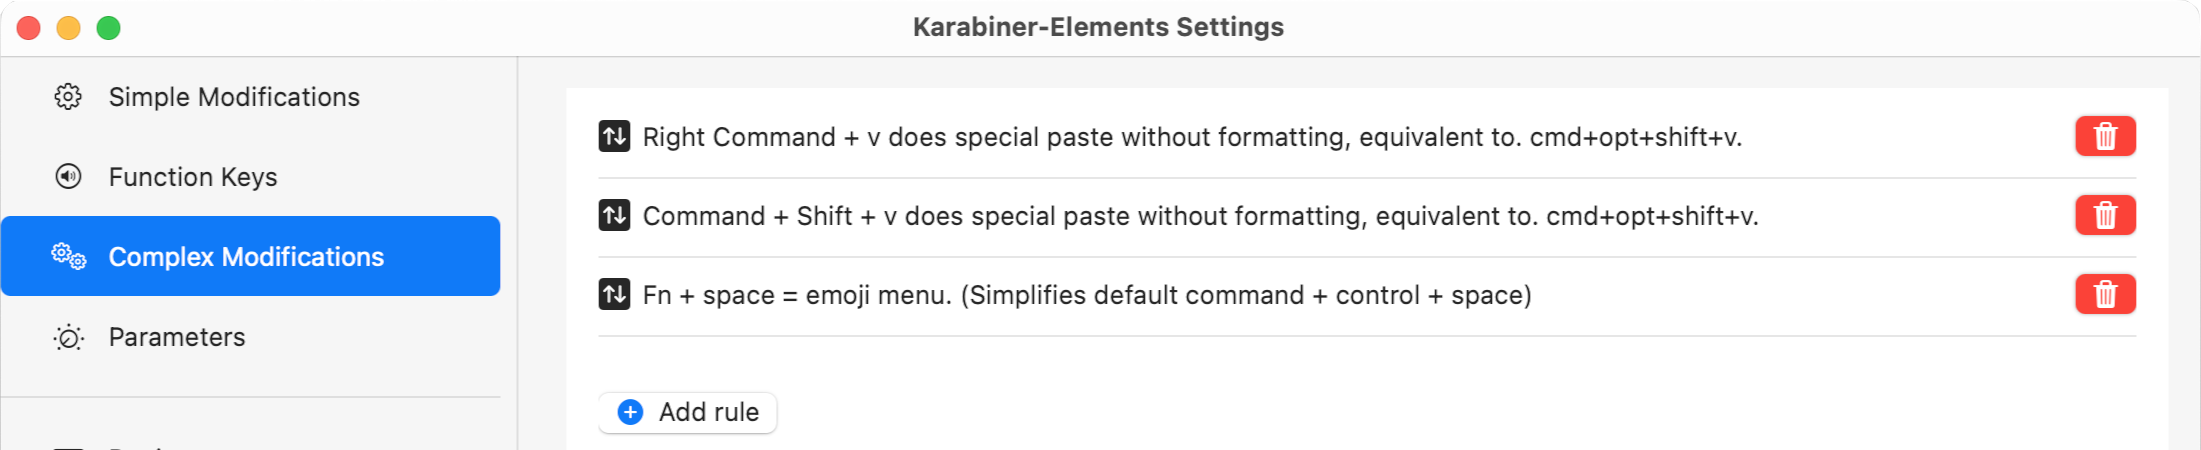 Karabiner-Elements Settings
Simple Modifications
Function Keys
Complex Modifications
Parameters
Right Command + v does special paste without formatting, equivalent to. cmd+opt+shift+v.
Command + Shift + v does special paste without formatting, equivalent to. cmd+opt+shift+v.
Fn + space = emoji menu. (Simplifies default command + control + space)
Add rule